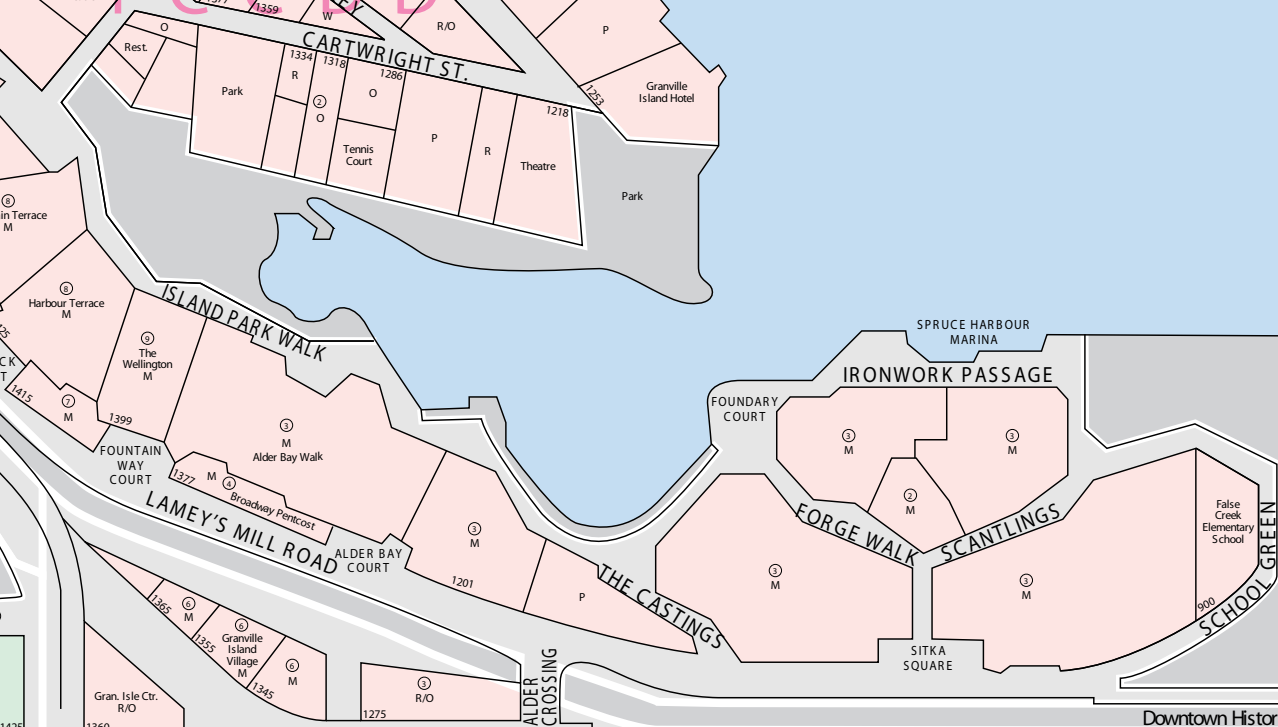 1359
W
R/O
P
O
Rest.
CARTWRIGHT ST.
1334
R
1318
2
O
1286
O
Park
Tennis
Court
P
R
1218
Theatre
1253
Granville
Island Hotel
Park
8
M
8
Harbour Terrace
M
ISLAND PARK WALK
9
The
Wellington
M
1399
1415
7
M
3
M
Alder Bay Walk
FOUNTAIN
WAY
COURT
1377
M
4
Broadway Pentcost
LAMEY'S MILL ROAD
ALDER BAY
COURT
3
M
1201
P
THE CASTINGS
SPRUCE HARBOUR
MARINA
IRONWORK PASSAGE
FOUNDARY
COURT
3
M
3
M
2
M
FORGE WALK
SCANTLINGS
3
M
3
M
False
Creek
Elementary
School
900
SCHOOL GREEN
SITKA
SQUARE
1365
6
M
1355
6
Granville
Island
Village
M
6
M
1345
Gran. Isle Ctr.
R/O
3
R/O
1275
ALDER
CROSSING
Downtown Histor